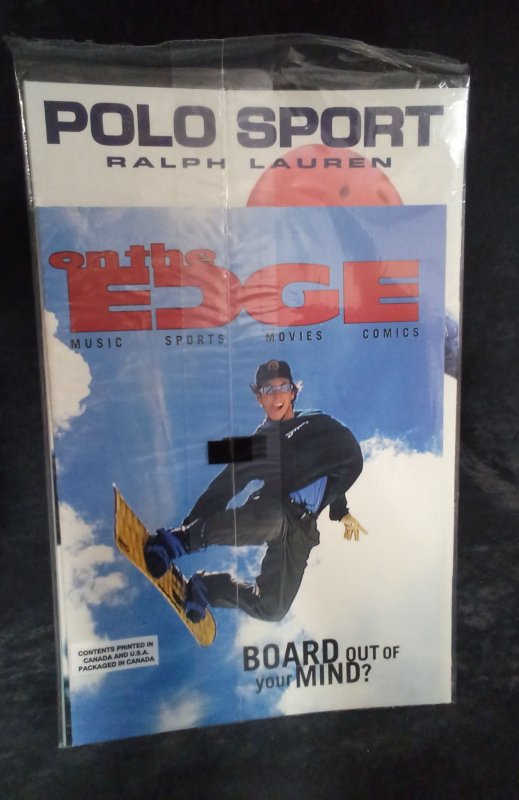 POLO SPORT
RALPH LAUREN
on the
EDGE
MUSIC SPORTS MOVIES COMICS
BOARD OUT OF
your MIND?
CONTENTS PRINTED IN
CANADA AND U.S.A.
PACKAGED IN CANADA